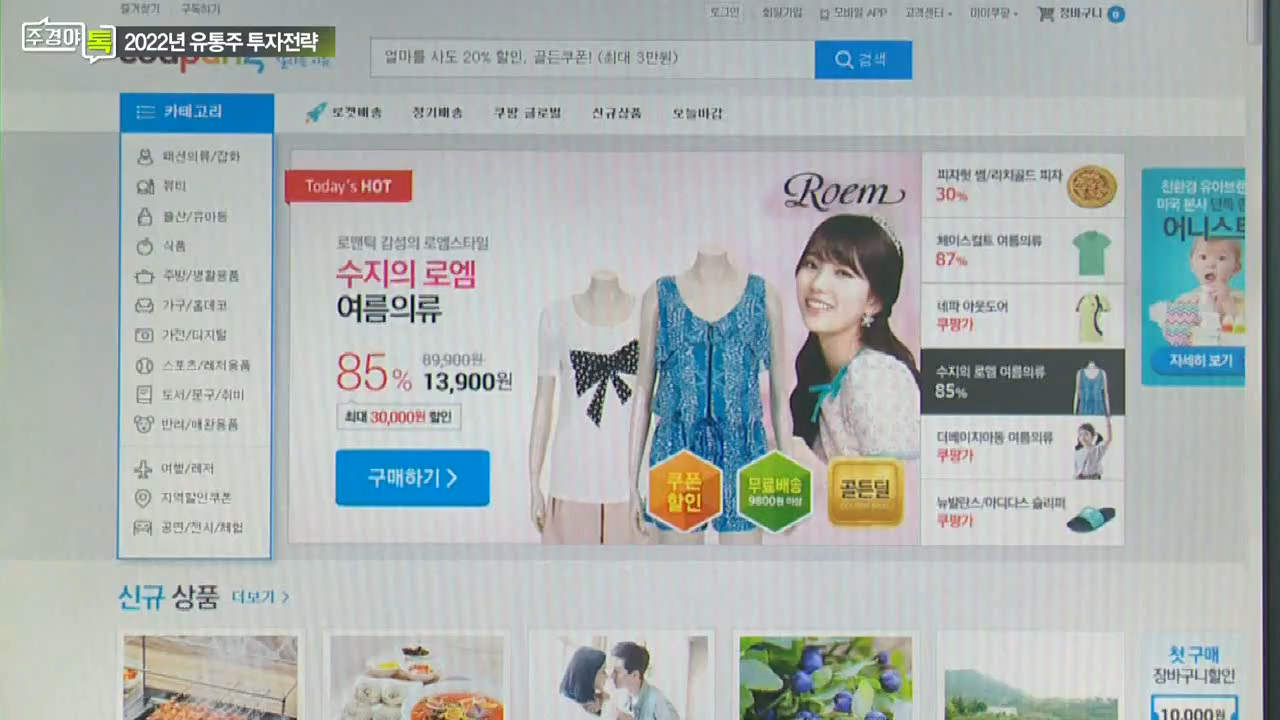 즐겨찾기 구독하기
로그인 회원가입 모바일 APP 고객센터 마이쿠팡 장바구니 0
주경야톡
2022년 유통주 투자전략
coupang
얼마를 사도 20% 할인, 골든쿠폰! (최대 3만원)
검색
카테고리
로켓배송 정기배송 쿠팡 글로벌 신규상품 오늘마감
패션의류/잡화
뷰티
출산/유아동
식품
주방/생활용품
가구/홈데코
가전/디지털
스포츠/레저용품
도서/문구/취미
반려/애완용품
여행/레저
지역할인쿠폰
공연/전시/체험
Today's HOT
Roem
로맨틱 감성의 로엠스타일
수지의 로엠
여름의류
85%
89,900원
13,900원
최대 30,000원 할인
구매하기 >
쿠폰
할인
무료배송
9800원 이상
골든딜
피자헛 쌤/리치골드 피자
30%
페이스컬트 여름의류
87%
네파 아웃도어
쿠팡가
수지의 로엠 여름의류
85%
더베이지아동 여름의류
쿠팡가
뉴발란스/아디다스 슬리퍼
쿠팡가
친환경 유아브랜
미국 본사 단독
어니스트
자세히 보기
신규 상품 더보기 >
첫 구매
장바구니할인
10,000원